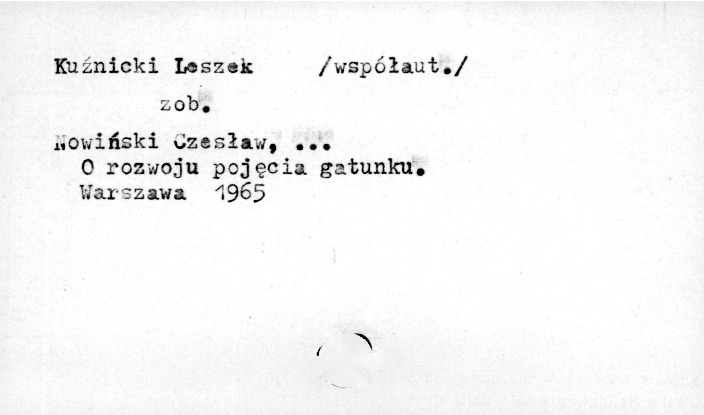 Kuźnicki Leszek /współaut./
zob.
Nowiński Czesław, ...
O rozwoju pojęcia gatunku.
Warszawa 1965